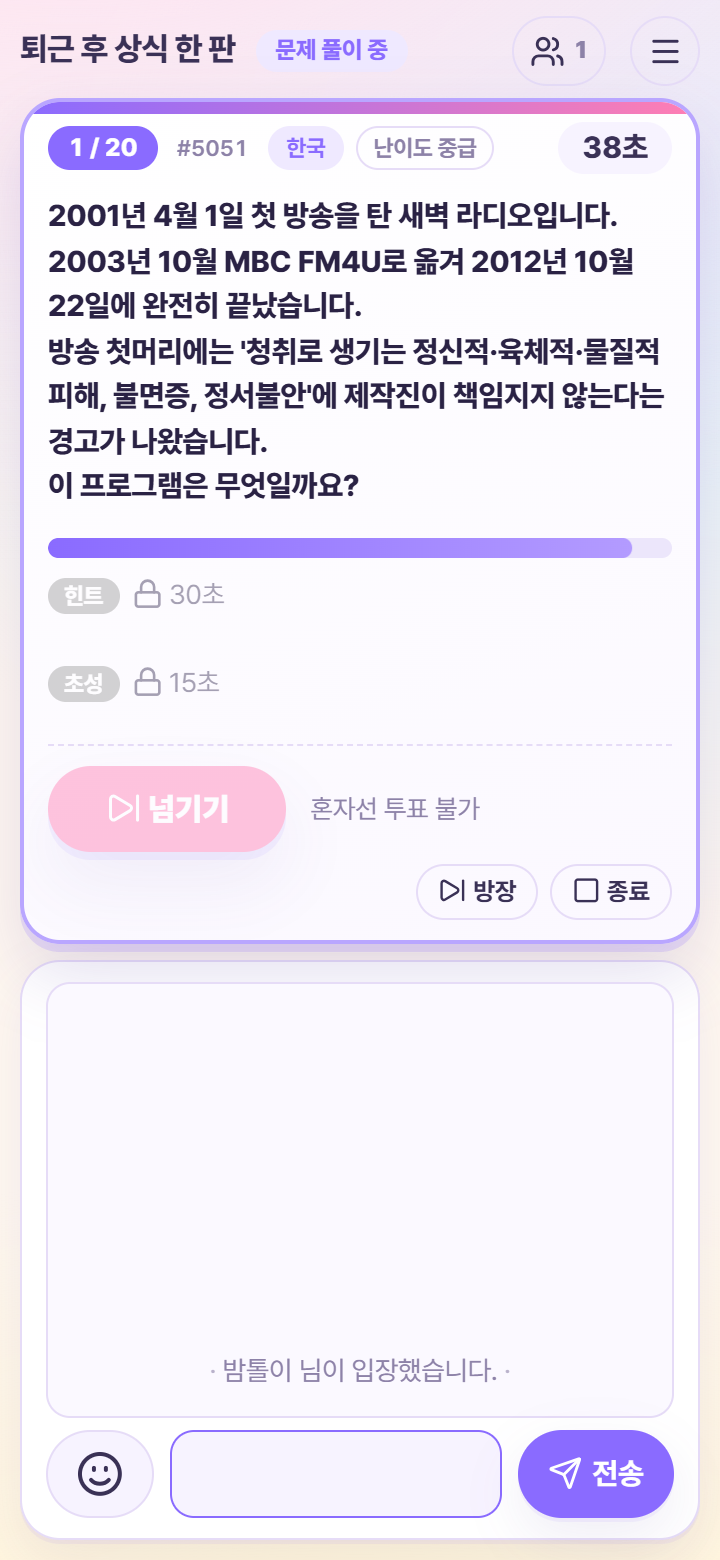 퇴근 후 상식 한 판
문제 풀이 중
1
1 / 20
#5051
한국
난이도 중급
38초
2001년 4월 1일 첫 방송을 탄 새벽 라디오입니다.
2003년 10월 MBC FM4U로 옮겨 2012년 10월
22일에 완전히 끝났습니다.
방송 첫머리에는 '청취로 생기는 정신적·육체적·물질적
피해, 불면증, 정서불안'에 제작진이 책임지지 않는다는
경고가 나왔습니다.
이 프로그램은 무엇일까요?
힌트
30초
초성
15초
넘기기
혼자선 투표 불가
방장
종료
· 밤톨이 님이 입장했습니다. ·
전송